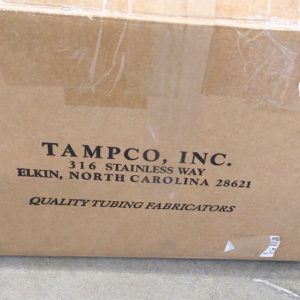 TAMPCO, INC.
316 STAINLESS WAY
ELKIN, NORTH CAROLINA 28621
QUALITY TUBING FABRICATORS